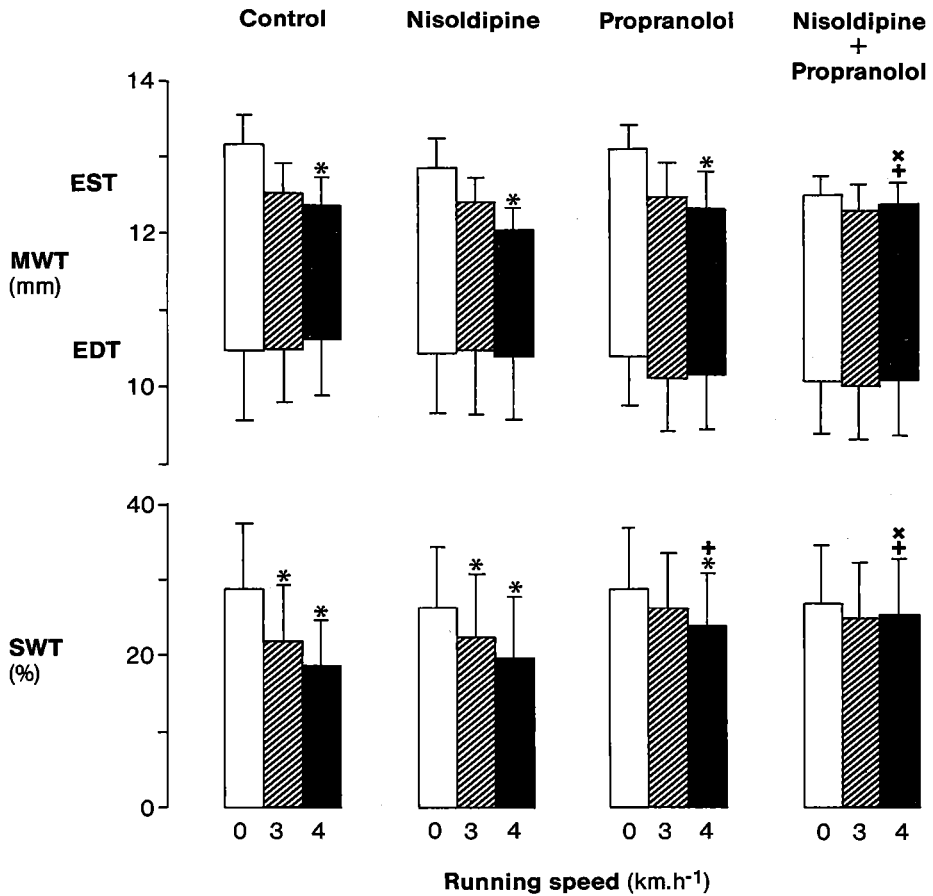 Control Nisoldipine Propranolol Nisoldipine
+
Propranolol
14
EST
12
MWT
(mm)
EDT
10
* * * ×
+
40
SWT
(%)
20
0
* * * * +
* ×
+
0 3 4 0 3 4 0 3 4 0 3 4
Running speed (km.h⁻¹)